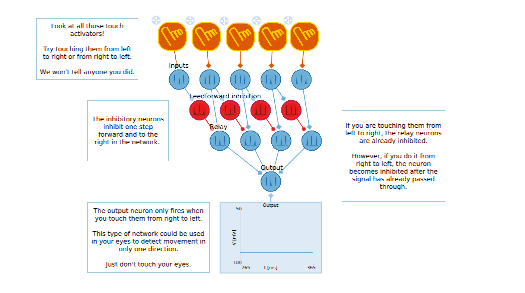 Look at all those touch
activators!
Try touching them from left
to right or from right to left.
We won't tell anyone you did.
Inputs
Feedforward inhibition
The inhibitory neurons
inhibit one step
forward and to the
right in the network.
Relay
If you are touching them from
left to right, the relay neurons
are already inhibited.
However, if you do it from
right to left, the neuron
becomes inhibited after the
signal has already passed
through.
Output
The output neuron only fires when
you touch them from right to left.
This type of network could be used
in your eyes to detect movement in
only one direction.
Just don't touch your eyes.
Output
50
V [mV]
-100
265
t [ms]
365